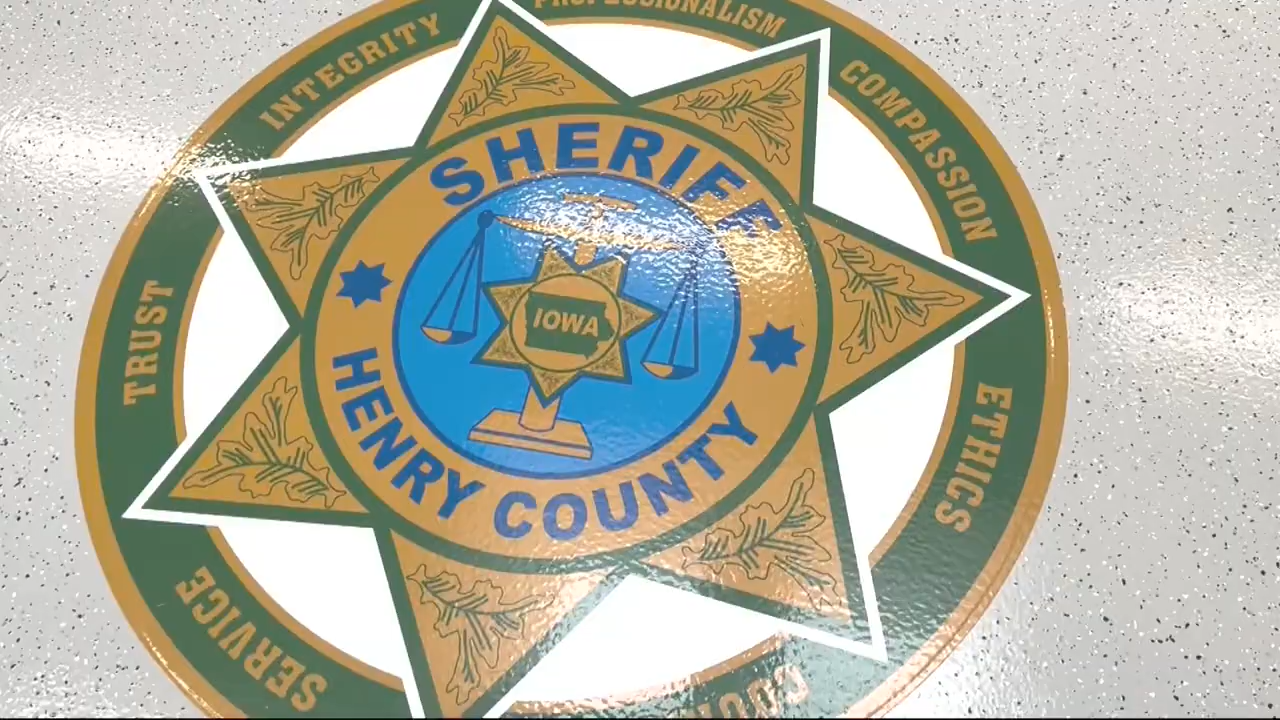 INTEGRITY
PROFESSIONALISM
COMPASSION
ETHICS
SERVICE
TRUST
SHERIFF
IOWA
HENRY COUNTY